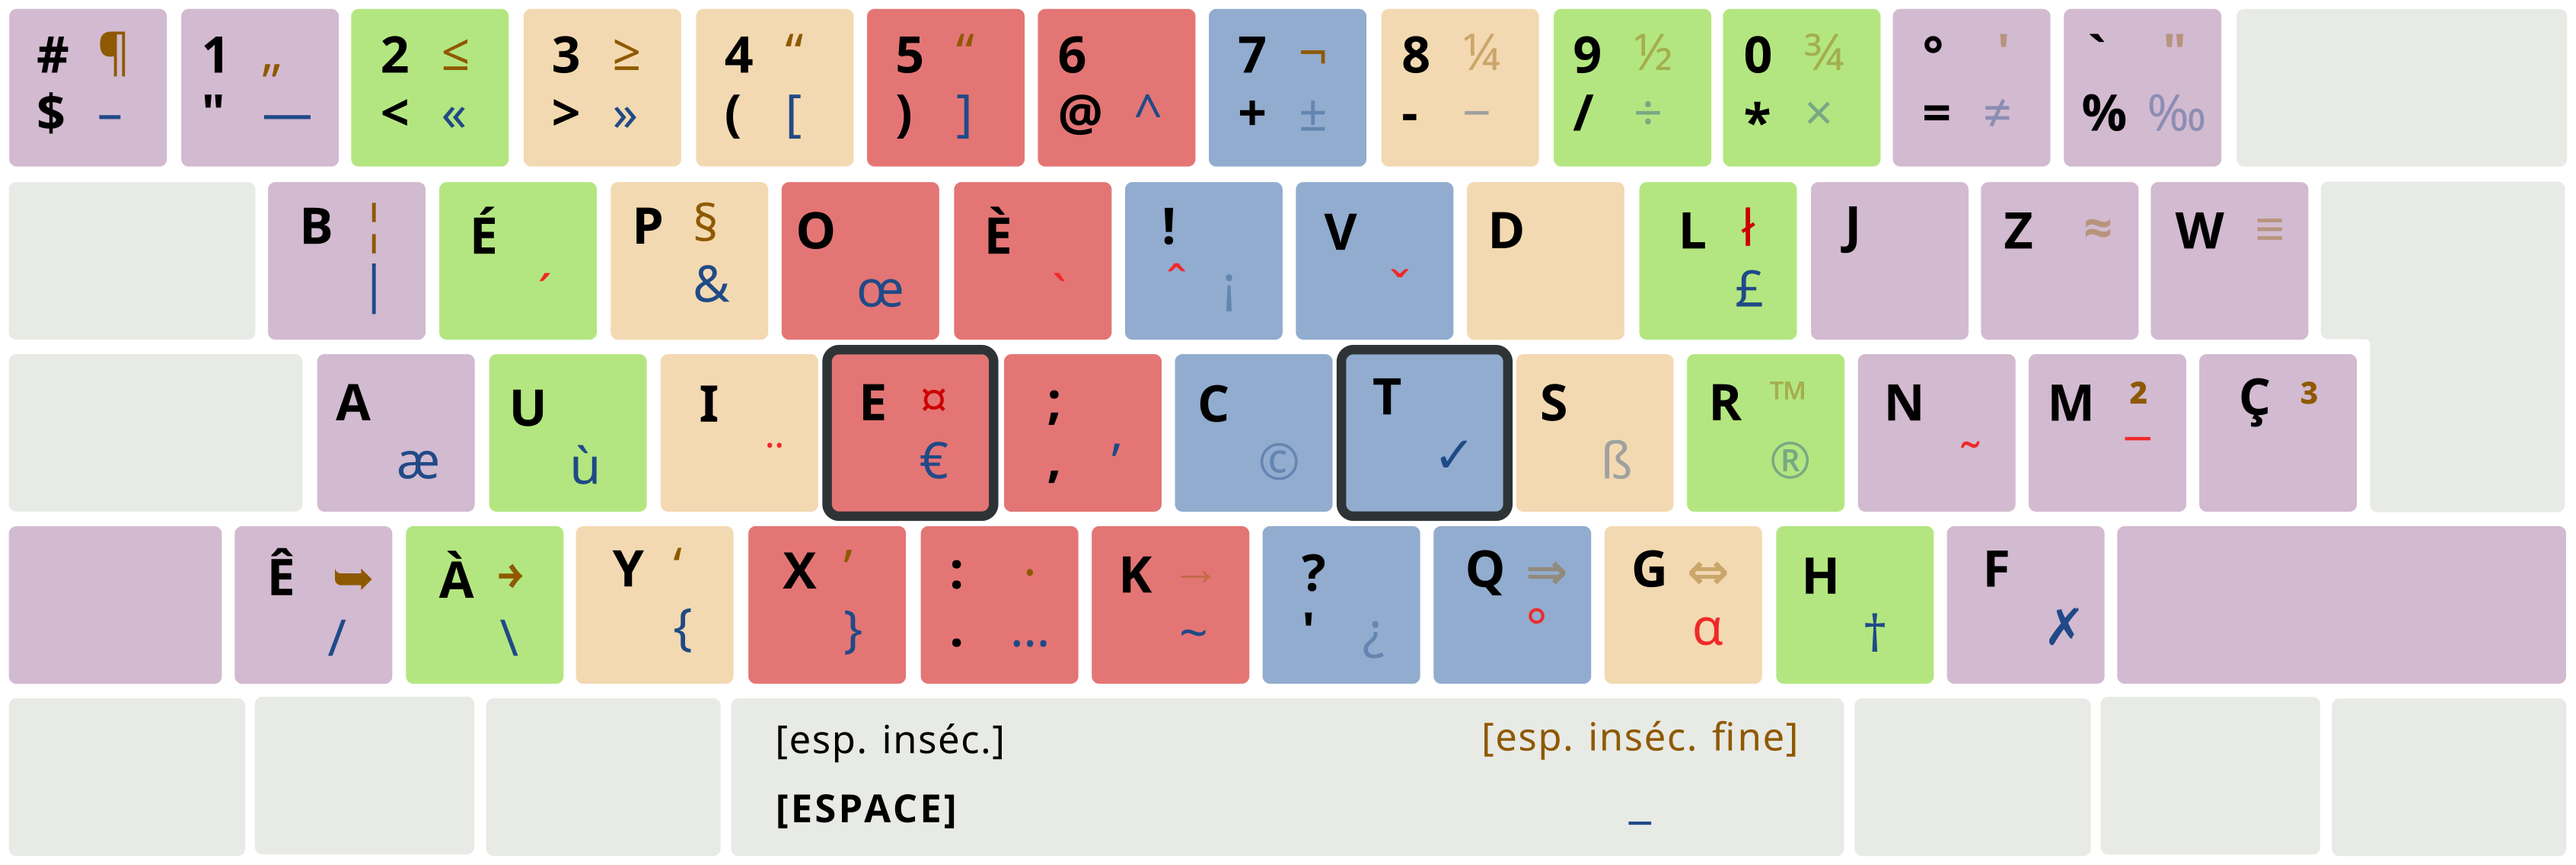 # ¶ 1 „ 2 ≤ 3 ≥ 4 “ 5 “ 6 7 ¬ 8 ¼ 9 ½ 0 ¾ ° ' ` "
$ – " — < « > » ( [ ) ] @ ^ + ± - − / ÷ * × = ≠ % ‰
B ¦ É P § O È ! V D L ł J Z ≈ W ≡
| ´ & œ ` ˆ ¡ ˇ £
A U I E ¤ ; C T S R ™ N M ² Ç ³
æ ù ¨ € , ’ © ✓ ß ® ˜ ¯
Ê ➥ À ➔ Y ‘ X ’ : · K → ? Q ⇒ G ⇔ H F
/ \ { } . … ~ ' ¿ ° α † ✗
[esp. inséc.] [esp. inséc. fine]
[ESPACE] _